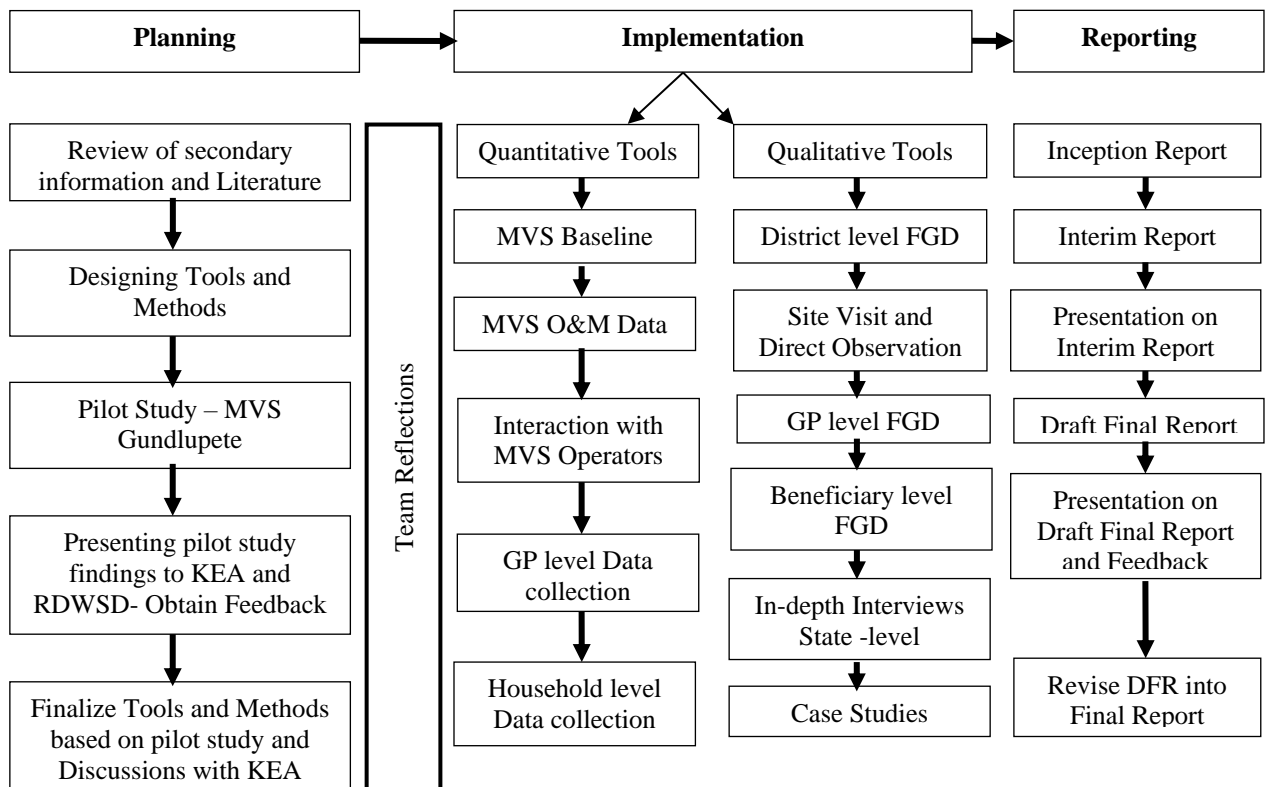 Planning
Implementation
Reporting
Review of secondary
information and Literature
Designing Tools and
Methods
Pilot Study – MVS
Gundlupete
Presenting pilot study
findings to KEA and
RDWSD- Obtain Feedback
Finalize Tools and Methods
based on pilot study and
Discussions with KEA
Team Reflections
Quantitative Tools
MVS Baseline
MVS O&M Data
Interaction with
MVS Operators
GP level Data
collection
Household level
Data collection
Qualitative Tools
District level FGD
Site Visit and
Direct Observation
GP level FGD
Beneficiary level
FGD
In-depth Interviews
State -level
Case Studies
Inception Report
Interim Report
Presentation on
Interim Report
Draft Final Report
Presentation on
Draft Final Report
and Feedback
Revise DFR into
Final Report